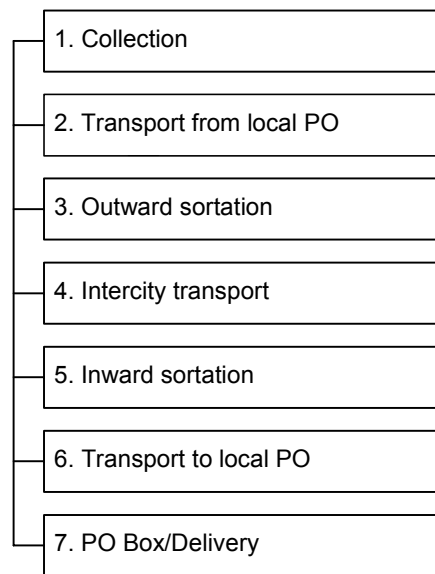 1. Collection
2. Transport from local PO
3. Outward sortation
4. Intercity transport
5. Inward sortation
6. Transport to local PO
7. PO Box/Delivery